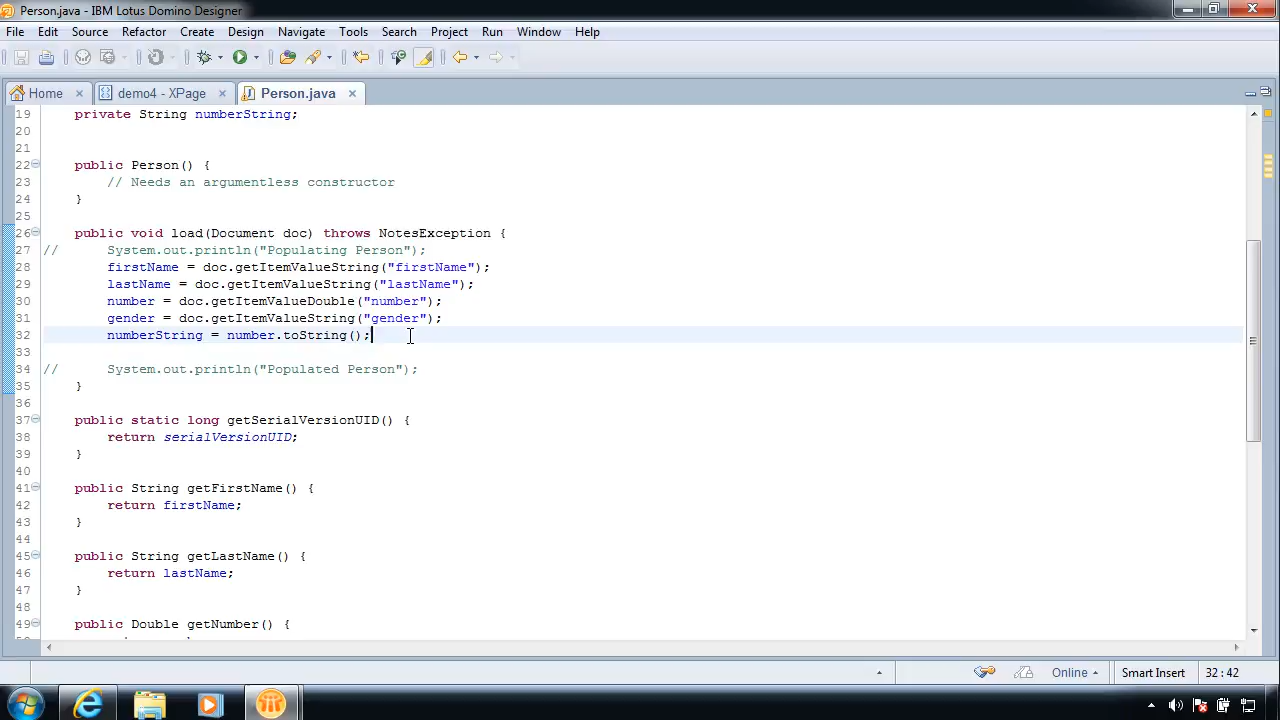 Person.java - IBM Lotus Domino Designer
File Edit Source Refactor Create Design Navigate Tools Search Project Run Window Help
Home demo4 - XPage Person.java
19 private String numberString;
20
21
22 public Person() {
23 // Needs an argumentless constructor
24 }
25
26 public void load(Document doc) throws NotesException {
27 // System.out.println("Populating Person");
28 firstName = doc.getItemValueString("firstName");
29 lastName = doc.getItemValueString("lastName");
30 number = doc.getItemValueDouble("number");
31 gender = doc.getItemValueString("gender");
32 numberString = number.toString();
33
34 // System.out.println("Populated Person");
35 }
36
37 public static long getSerialVersionUID() {
38 return serialVersionUID;
39 }
40
41 public String getFirstName() {
42 return firstName;
43 }
44
45 public String getLastName() {
46 return lastName;
47 }
48
49 public Double getNumber() {
Online Smart Insert 32 : 42